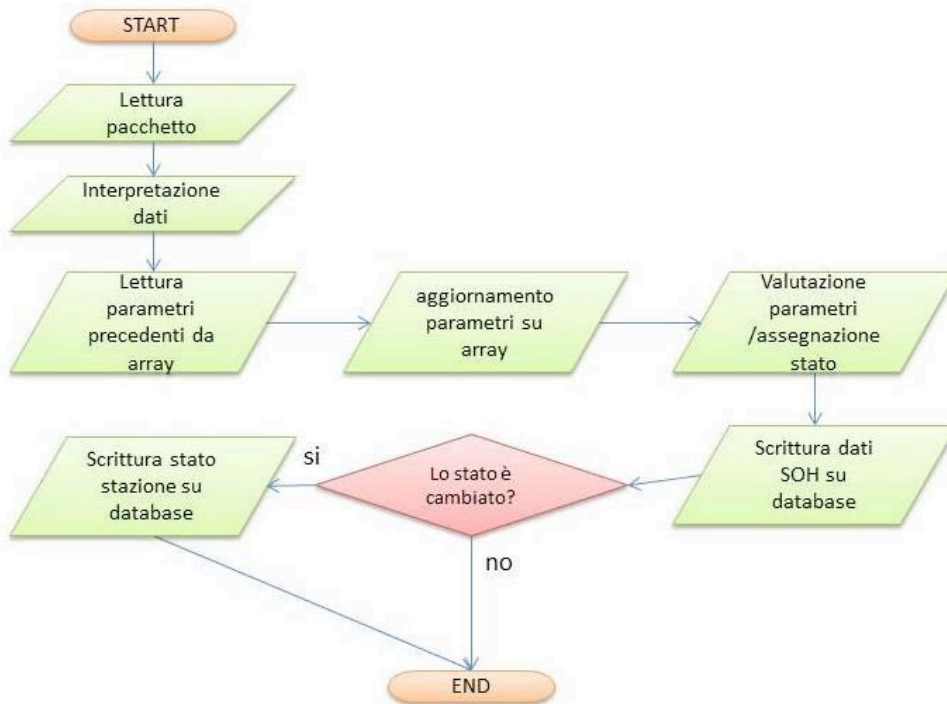 START
Lettura
pacchetto
Interpretazione
dati
Lettura
parametri
precedenti da
array
aggiornamento
parametri su
array
Valutazione
parametri
/assegnazione
stato
Scrittura dati
SOH su
database
Lo stato è
cambiato?
si
Scrittura stato
stazione su
database
no
END